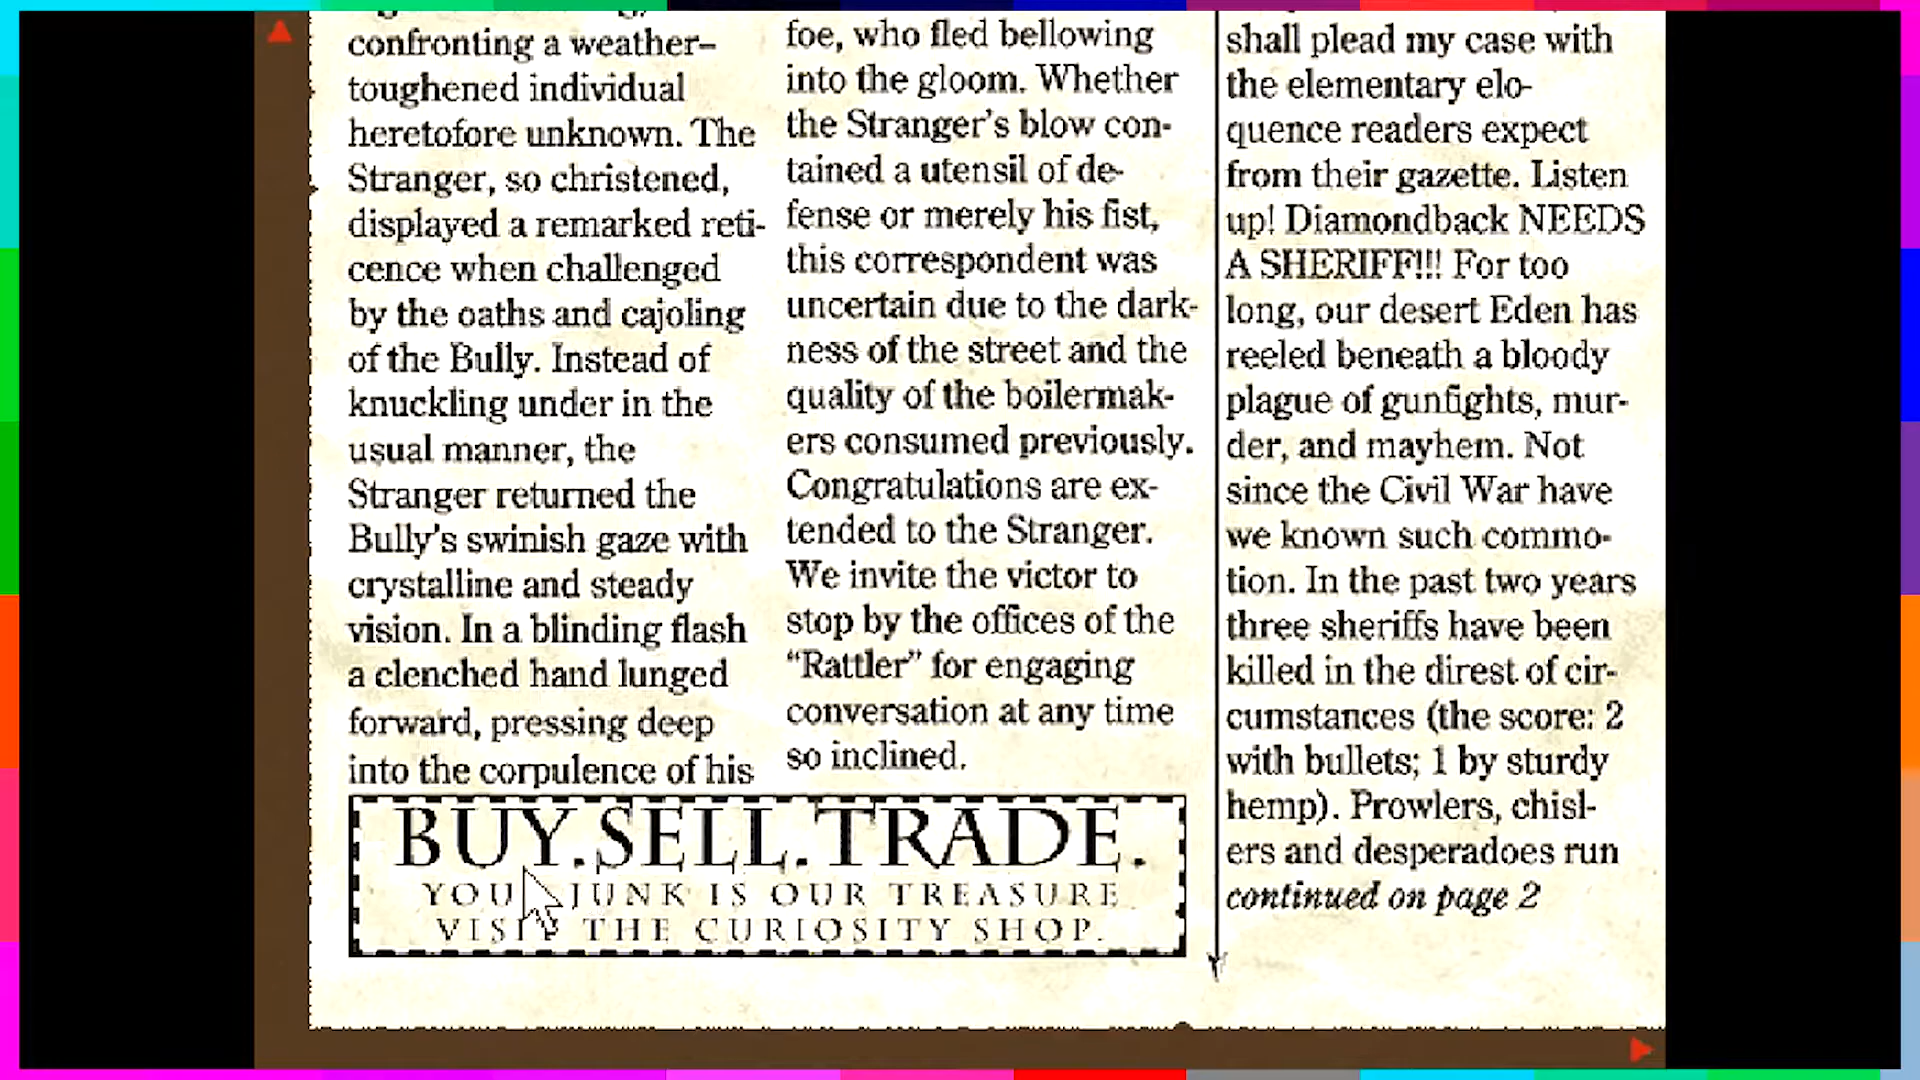 confronting a weather–
toughened individual
heretofore unknown. The
Stranger, so christened,
displayed a remarked reti-
cence when challenged
by the oaths and cajoling
of the Bully. Instead of
knuckling under in the
usual manner, the
Stranger returned the
Bully's swinish gaze with
crystalline and steady
vision. In a blinding flash
a clenched hand lunged
forward, pressing deep
into the corpulence of his
foe, who fled bellowing
into the gloom. Whether
the Stranger's blow con-
tained a utensil of de-
fense or merely his fist,
this correspondent was
uncertain due to the dark-
ness of the street and the
quality of the boilermak-
ers consumed previously.
Congratulations are ex-
tended to the Stranger.
We invite the victor to
stop by the offices of the
“Rattler” for engaging
conversation at any time
so inclined.
BUY.SELL.TRADE.
JUNK IS OUR TREASURE
THE CURIOSITY SHOP.
shall plead my case with
the elementary elo-
quence readers expect
from their gazette. Listen
up! Diamondback NEEDS
A SHERIFF!!! For too
long, our desert Eden has
reeled beneath a bloody
plague of gunfights, mur-
der, and mayhem. Not
since the Civil War have
we known such commo-
tion. In the past two years
three sheriffs have been
killed in the direst of cir-
cumstances (the score: 2
with bullets; 1 by sturdy
hemp). Prowlers, chisl-
ers and desperadoes run
continued on page 2